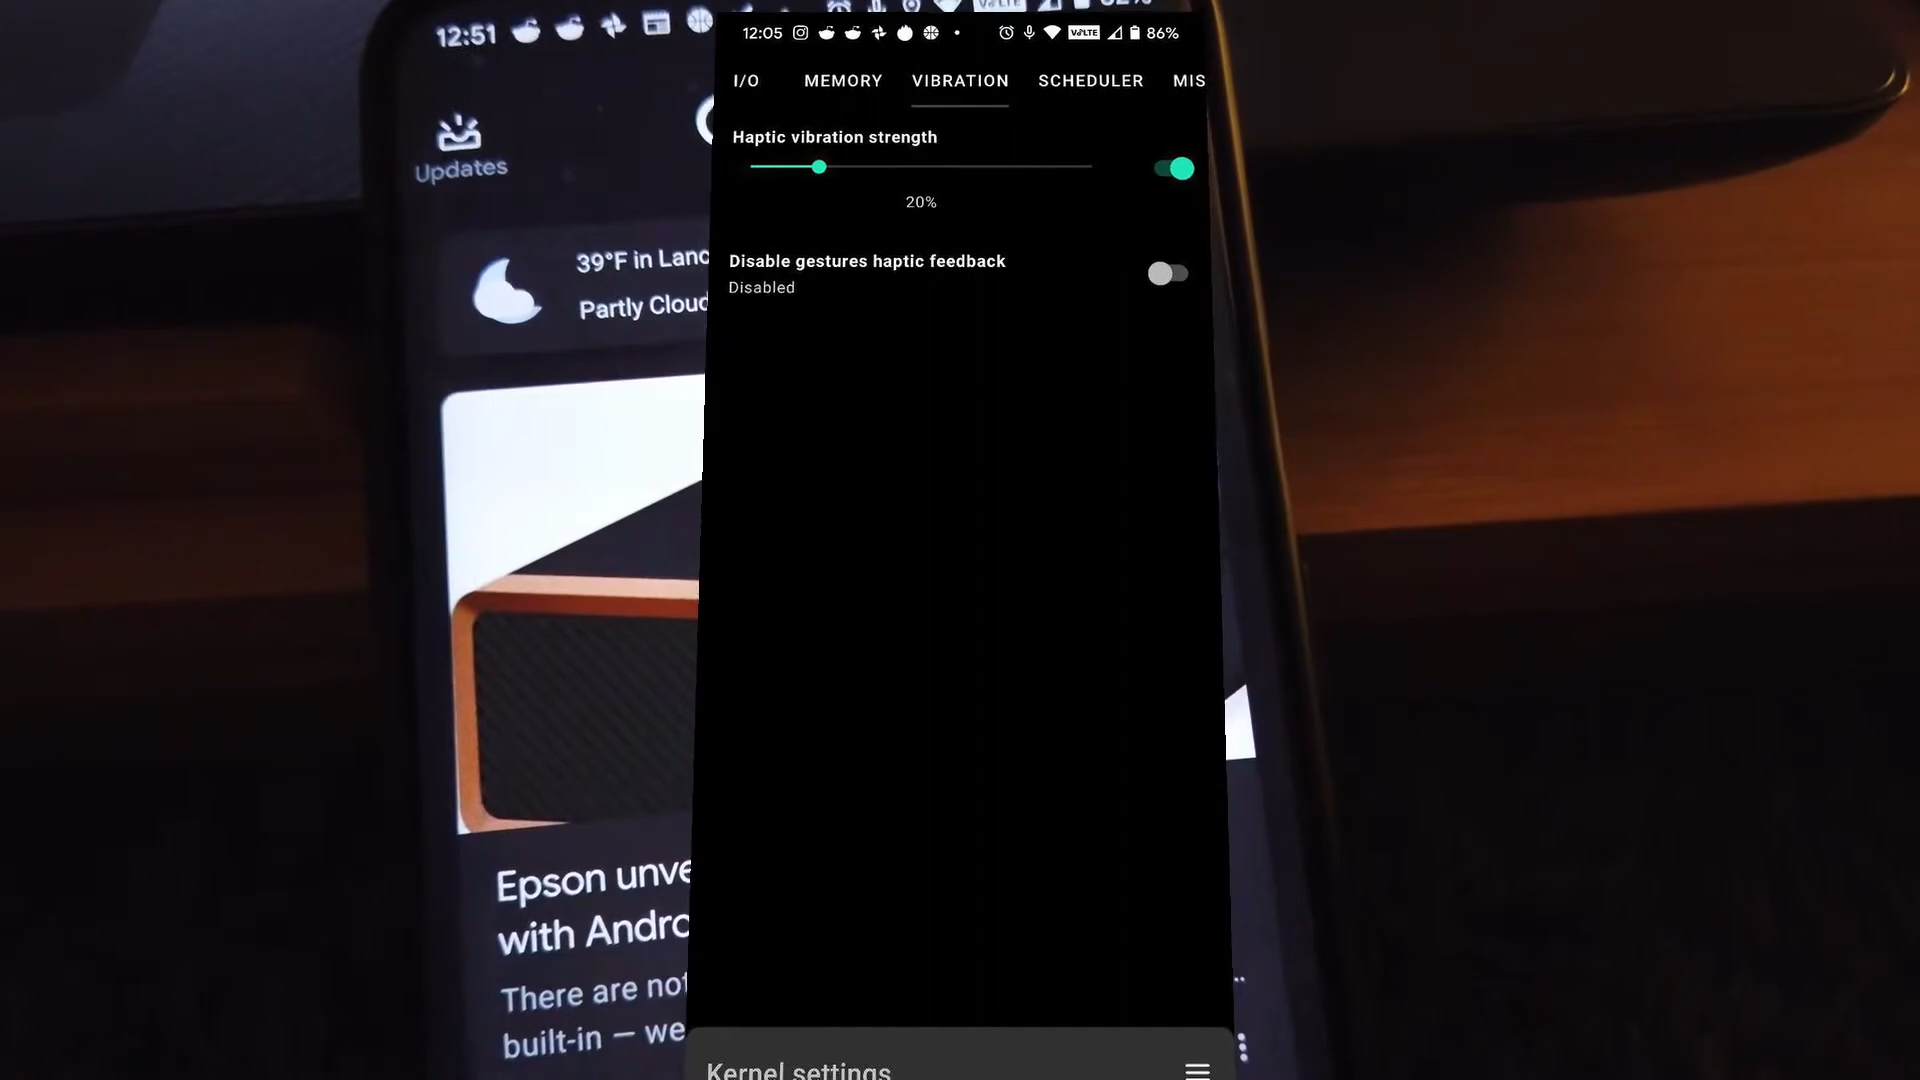 12:51
Updates
39°F in Lanc
Partly Cloud
Epson unve
with Andro
There are not
built-in — we
12:05 VoLTE 86%
I/O MEMORY VIBRATION SCHEDULER MIS
Haptic vibration strength
20%
Disable gestures haptic feedback
Disabled
Kernel settings